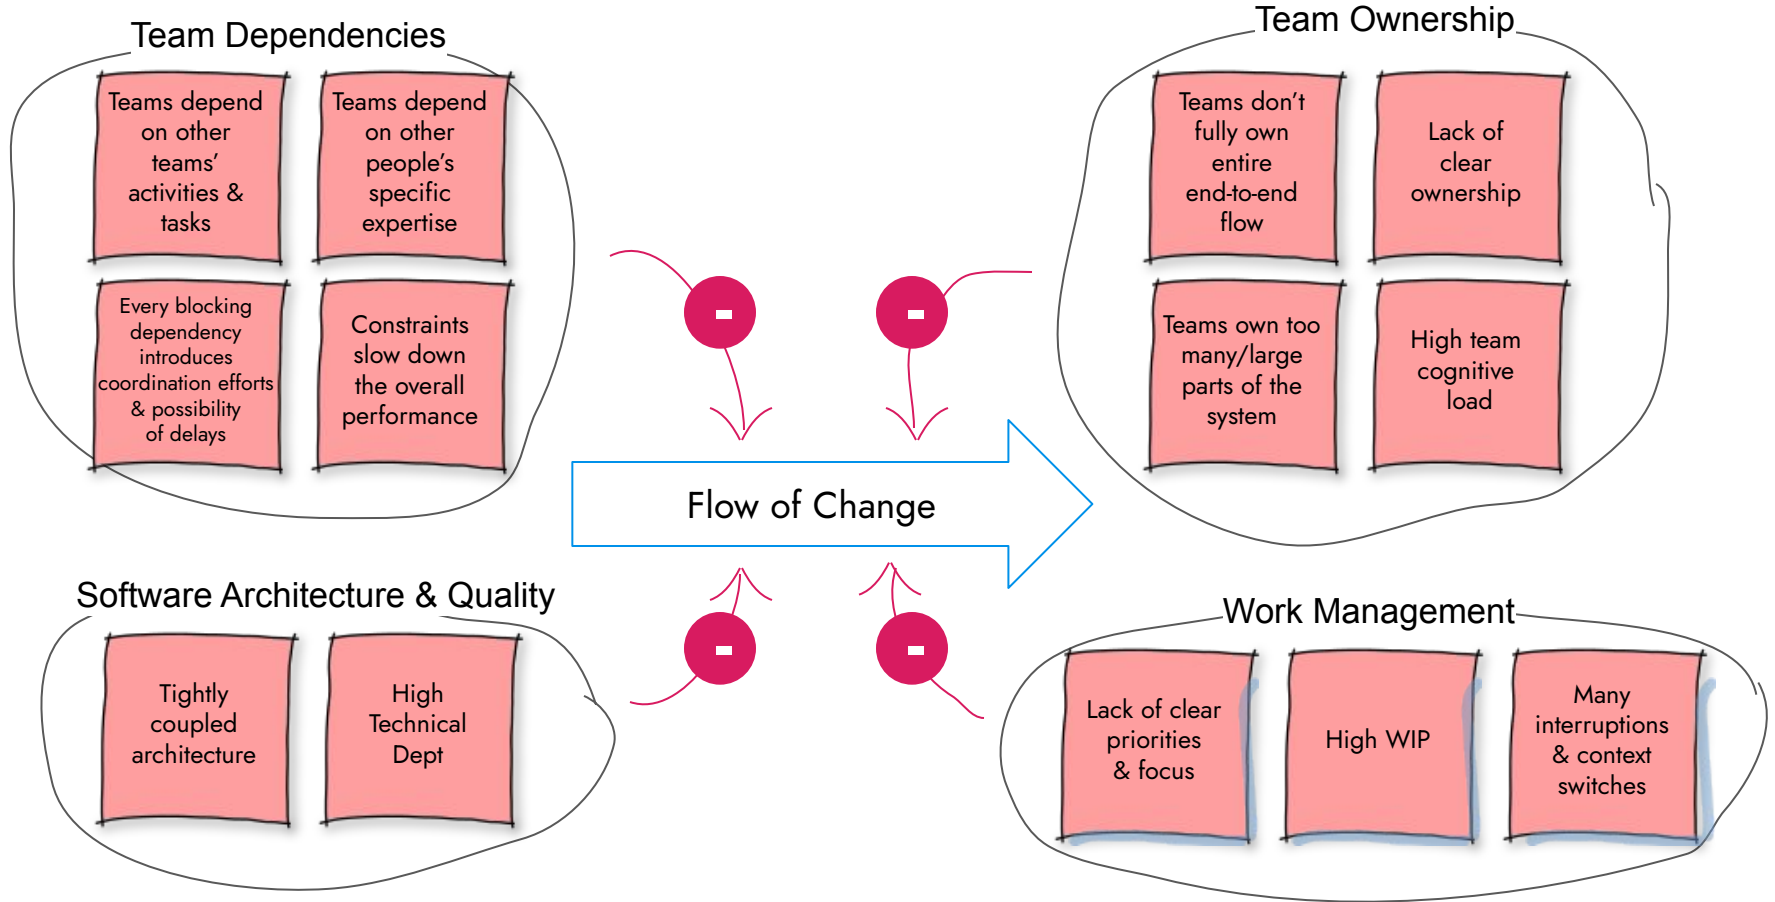 Team Dependencies
Teams depend
on other
teams’
activities &
tasks
Teams depend
on other
people’s
specific
expertise
Every blocking
dependency
introduces
coordination efforts
& possibility
of delays
Constraints
slow down
the overall
performance
Team Ownership
Teams don’t
fully own
entire
end-to-end
flow
Lack of
clear
ownership
Teams own too
many/large
parts of the
system
High team
cognitive
load
-
-
Flow of Change
-
-
Software Architecture & Quality
Tightly
coupled
architecture
High
Technical
Dept
Work Management
Lack of clear
priorities
& focus
High WIP
Many
interruptions
& context
switches